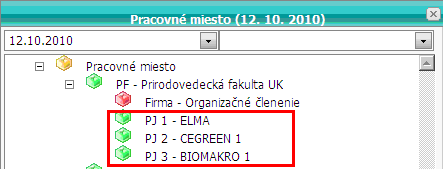 Pracovné miesto (12. 10. 2010)
12.10.2010
Pracovné miesto
PF - Prirodovedecká fakulta UK
Firma - Organizačné členenie
PJ 1 - ELMA
PJ 2 - CEGREEN 1
PJ 3 - BIOMAKRO 1